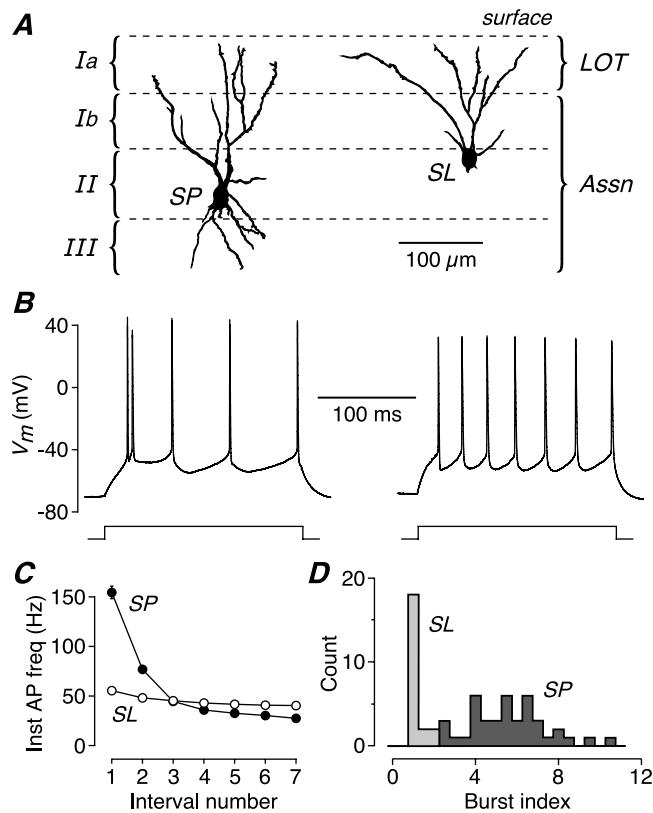 A
surface
Ia
LOT
Ib
II
SP
SL
Assn
III
100 µm
B
40
0
-40
-80
Vm (mV)
100 ms
C
150
100
50
0
Inst AP freq (Hz)
SP
SL
1 2 3 4 5 6 7
Interval number
D
20
10
0
Count
SL
SP
0 4 8 12
Burst index